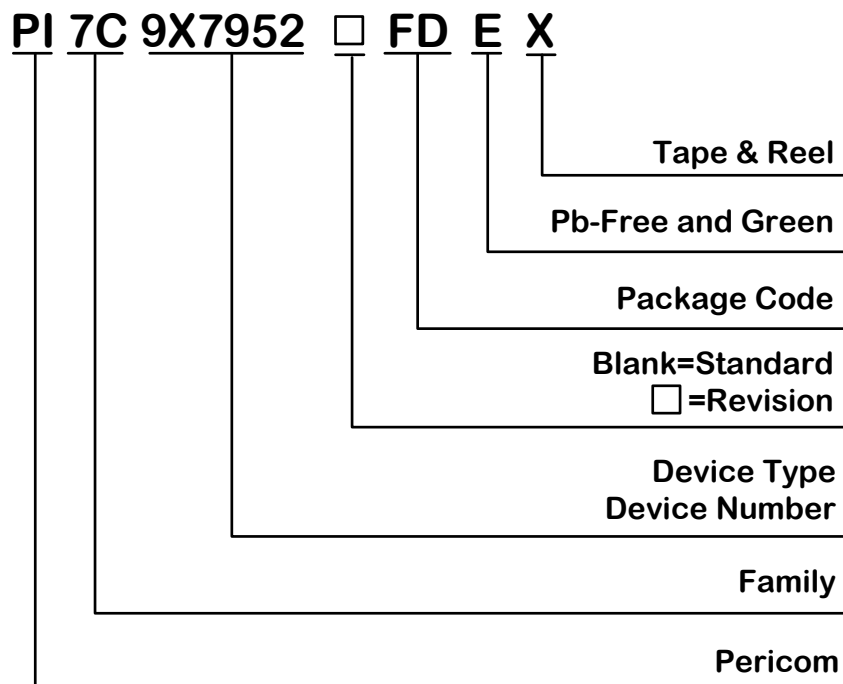 PI 7C 9X7952 □ FD E X
Tape & Reel
Pb-Free and Green
Package Code
Blank=Standard
□=Revision
Device Type
Device Number
Family
Pericom